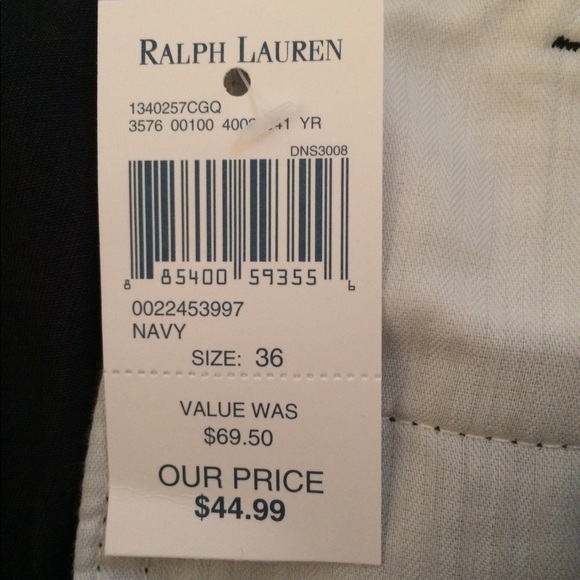 RALPH LAUREN
1340257CGQ
3576 00100 YR
DNS3008
8 85400 59355 6
0022453997
NAVY
SIZE: 36
VALUE WAS
$69.50
OUR PRICE
$44.99